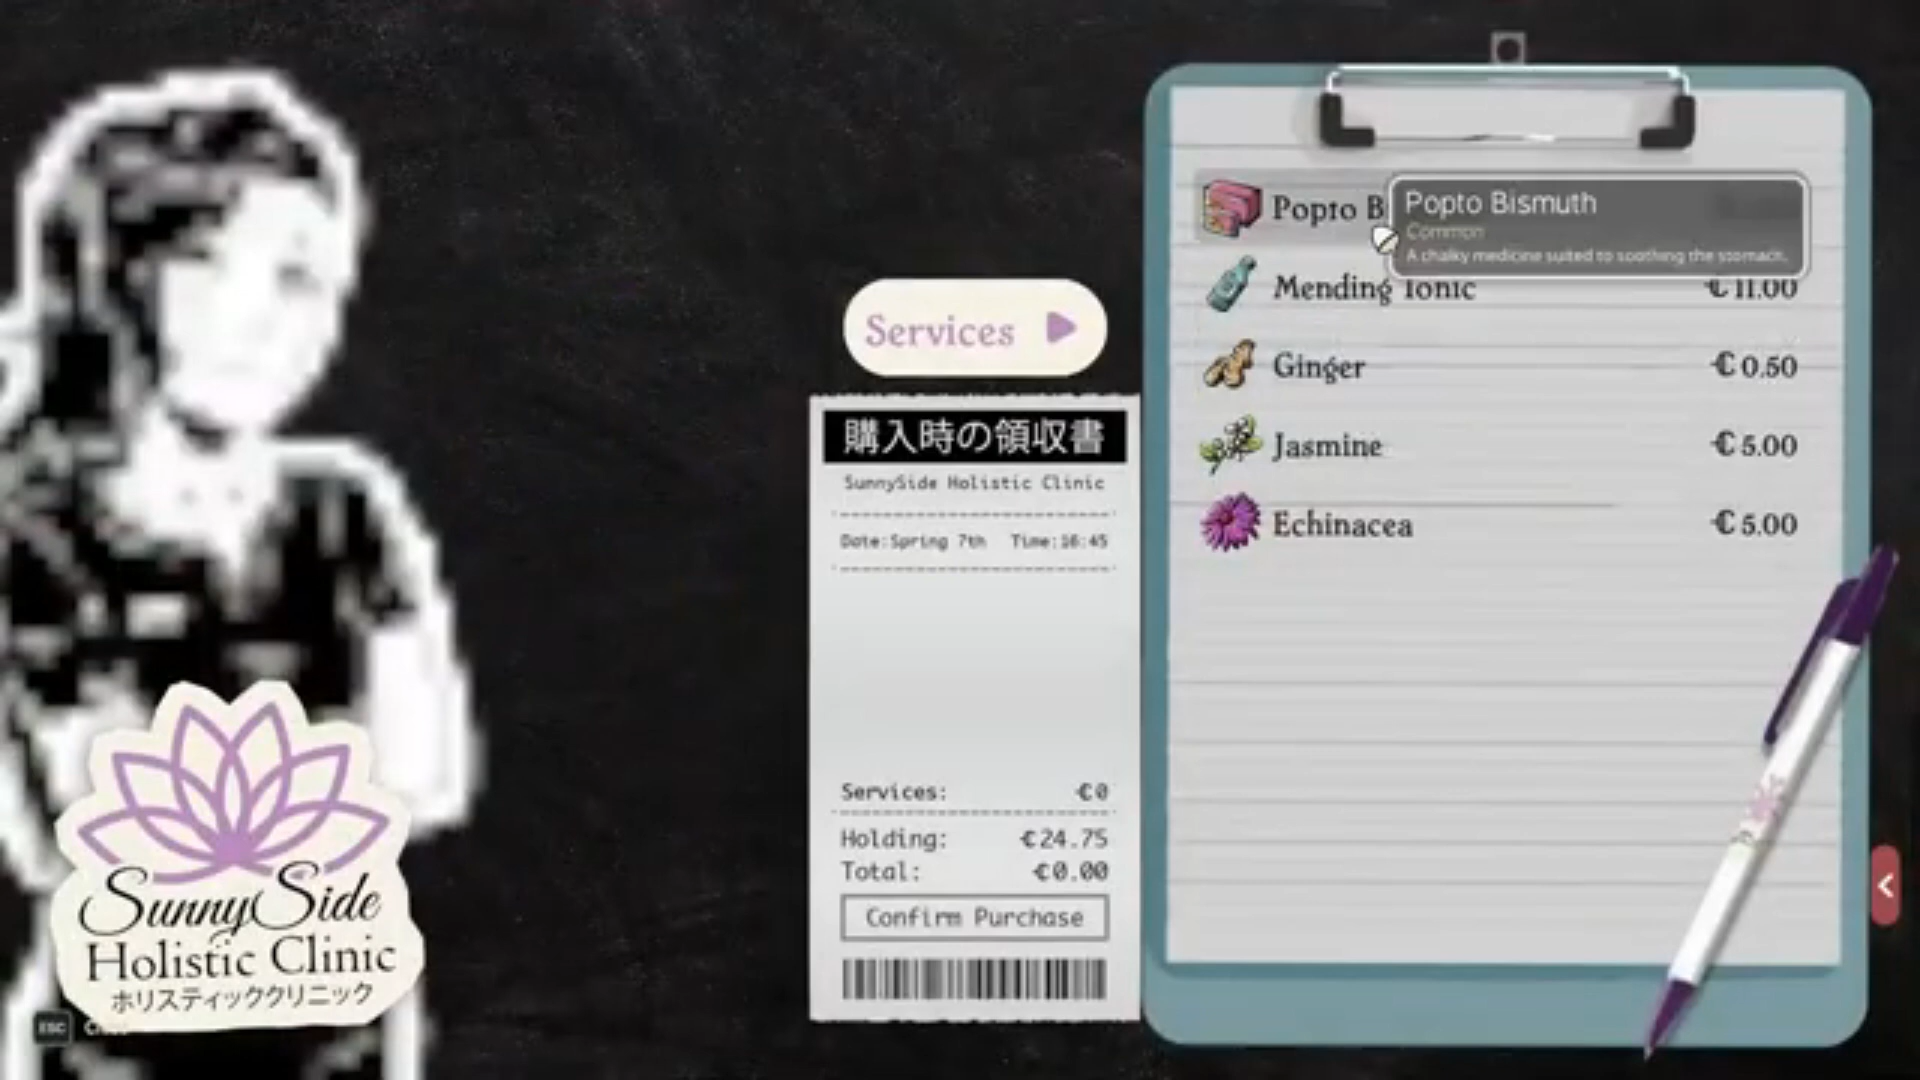 Popto B
Popto Bismuth
Common
A chalky medicine suited to soothing the stomach.
Mending Tonic €11.00
Ginger €0.50
Jasmine €5.00
Echinacea €5.00
Services
購入時の領収書
SunnySide Holistic Clinic
Date:Spring 7th Time:16:45
Services: €0
Holding: €24.75
Total: €0.00
Confirm Purchase
SunnySide
Holistic Clinic
ホリスティッククリニック
ESC